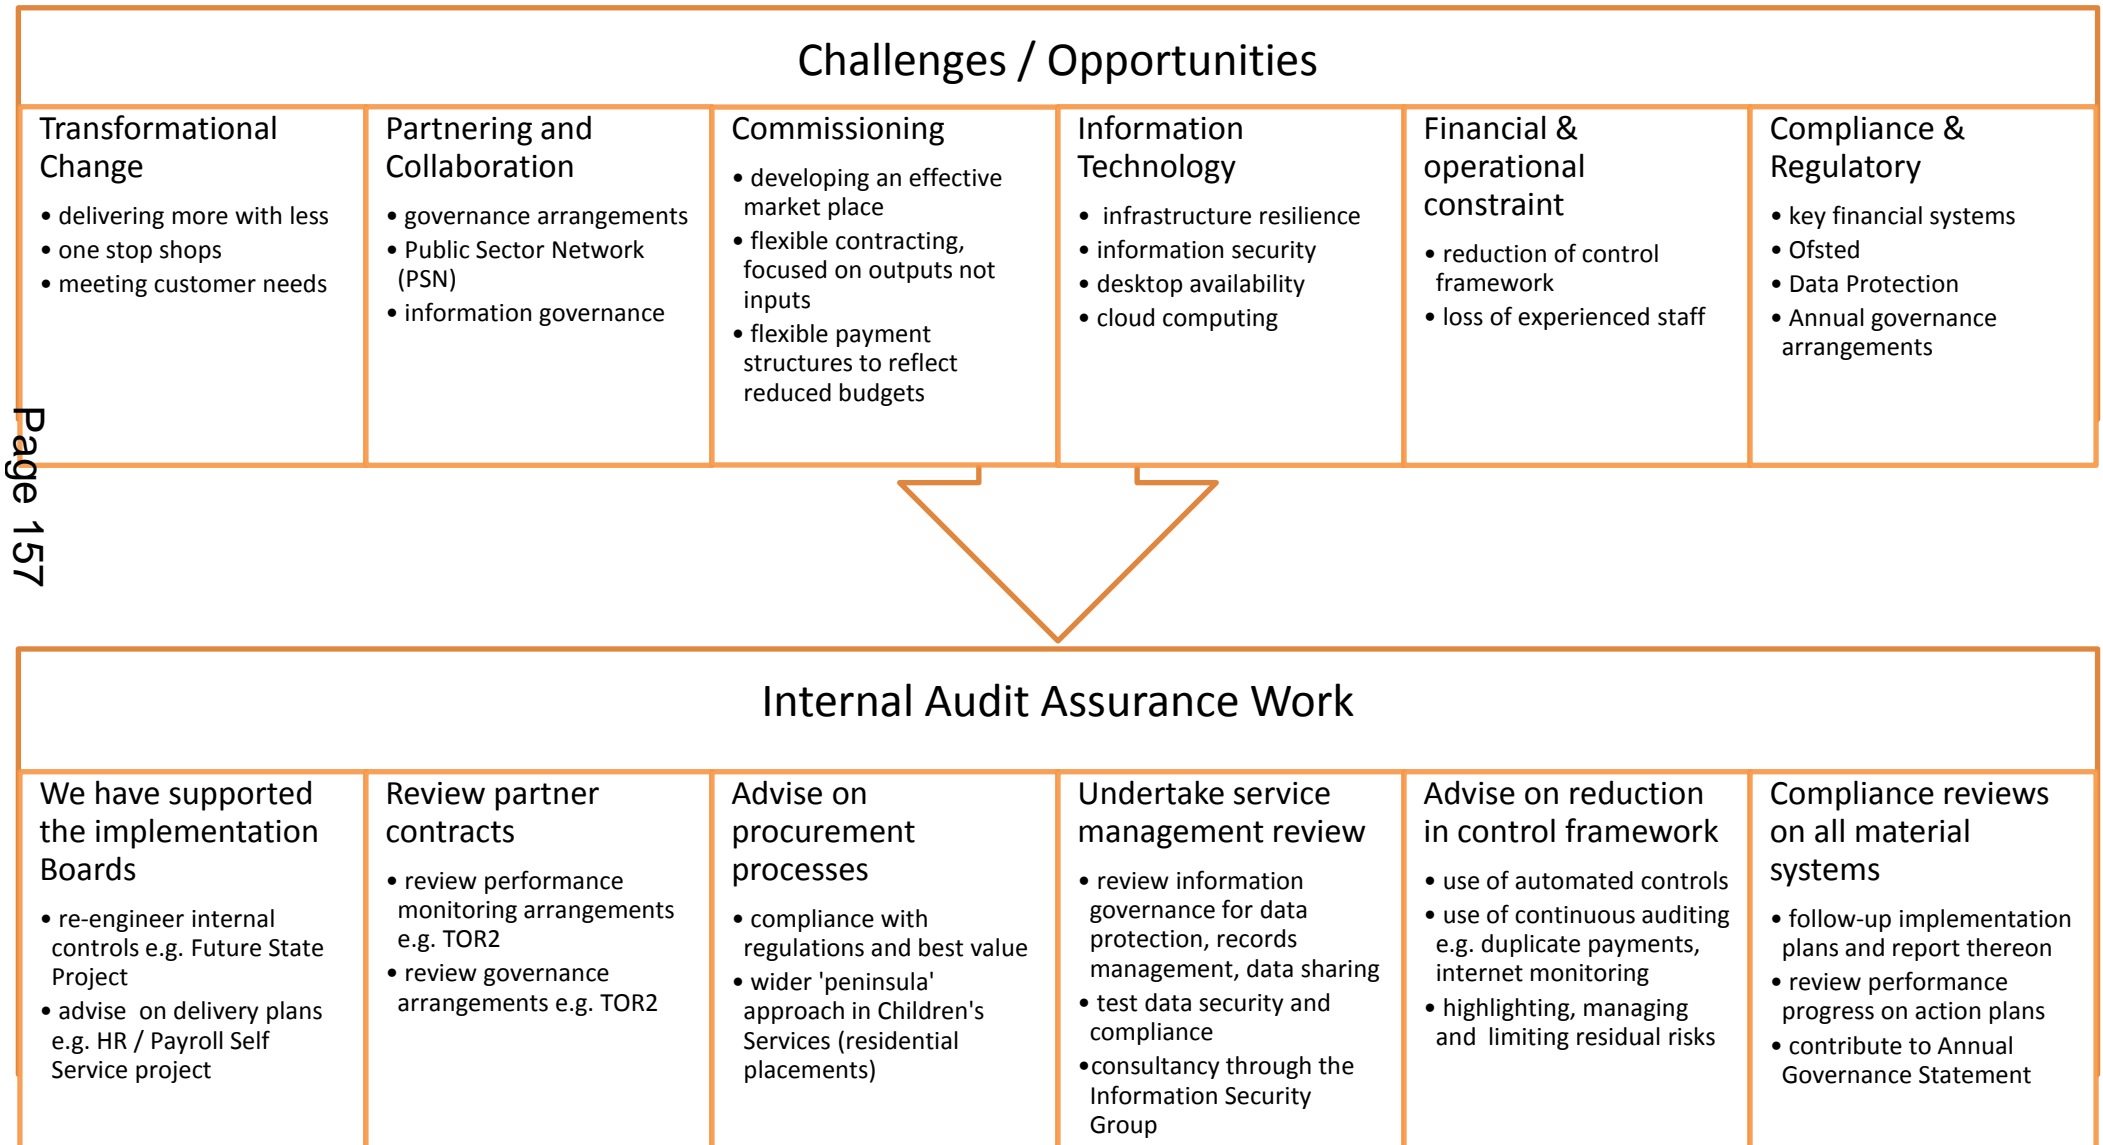 Challenges / Opportunities
Transformational
Change
• delivering more with less
• one stop shops
• meeting customer needs
Partnering and
Collaboration
• governance arrangements
• Public Sector Network
(PSN)
• information governance
Commissioning
• developing an effective
market place
• flexible contracting,
focused on outputs not
inputs
• flexible payment
structures to reflect
reduced budgets
Information
Technology
• infrastructure resilience
• information security
• desktop availability
• cloud computing
Financial &
operational
constraint
• reduction of control
framework
• loss of experienced staff
Compliance &
Regulatory
• key financial systems
• Ofsted
• Data Protection
• Annual governance
arrangements
Page 157
Internal Audit Assurance Work
We have supported
the implementation
Boards
• re-engineer internal
controls e.g. Future State
Project
• advise on delivery plans
e.g. HR / Payroll Self
Service project
Review partner
contracts
• review performance
monitoring arrangements
e.g. TOR2
• review governance
arrangements e.g. TOR2
Advise on
procurement
processes
• compliance with
regulations and best value
• wider 'peninsula'
approach in Children's
Services (residential
placements)
Undertake service
management review
• review information
governance for data
protection, records
management, data sharing
• test data security and
compliance
•consultancy through the
Information Security
Group
Advise on reduction
in control framework
• use of automated controls
• use of continuous auditing
e.g. duplicate payments,
internet monitoring
• highlighting, managing
and limiting residual risks
Compliance reviews
on all material
systems
• follow-up implementation
plans and report thereon
• review performance
progress on action plans
• contribute to Annual
Governance Statement